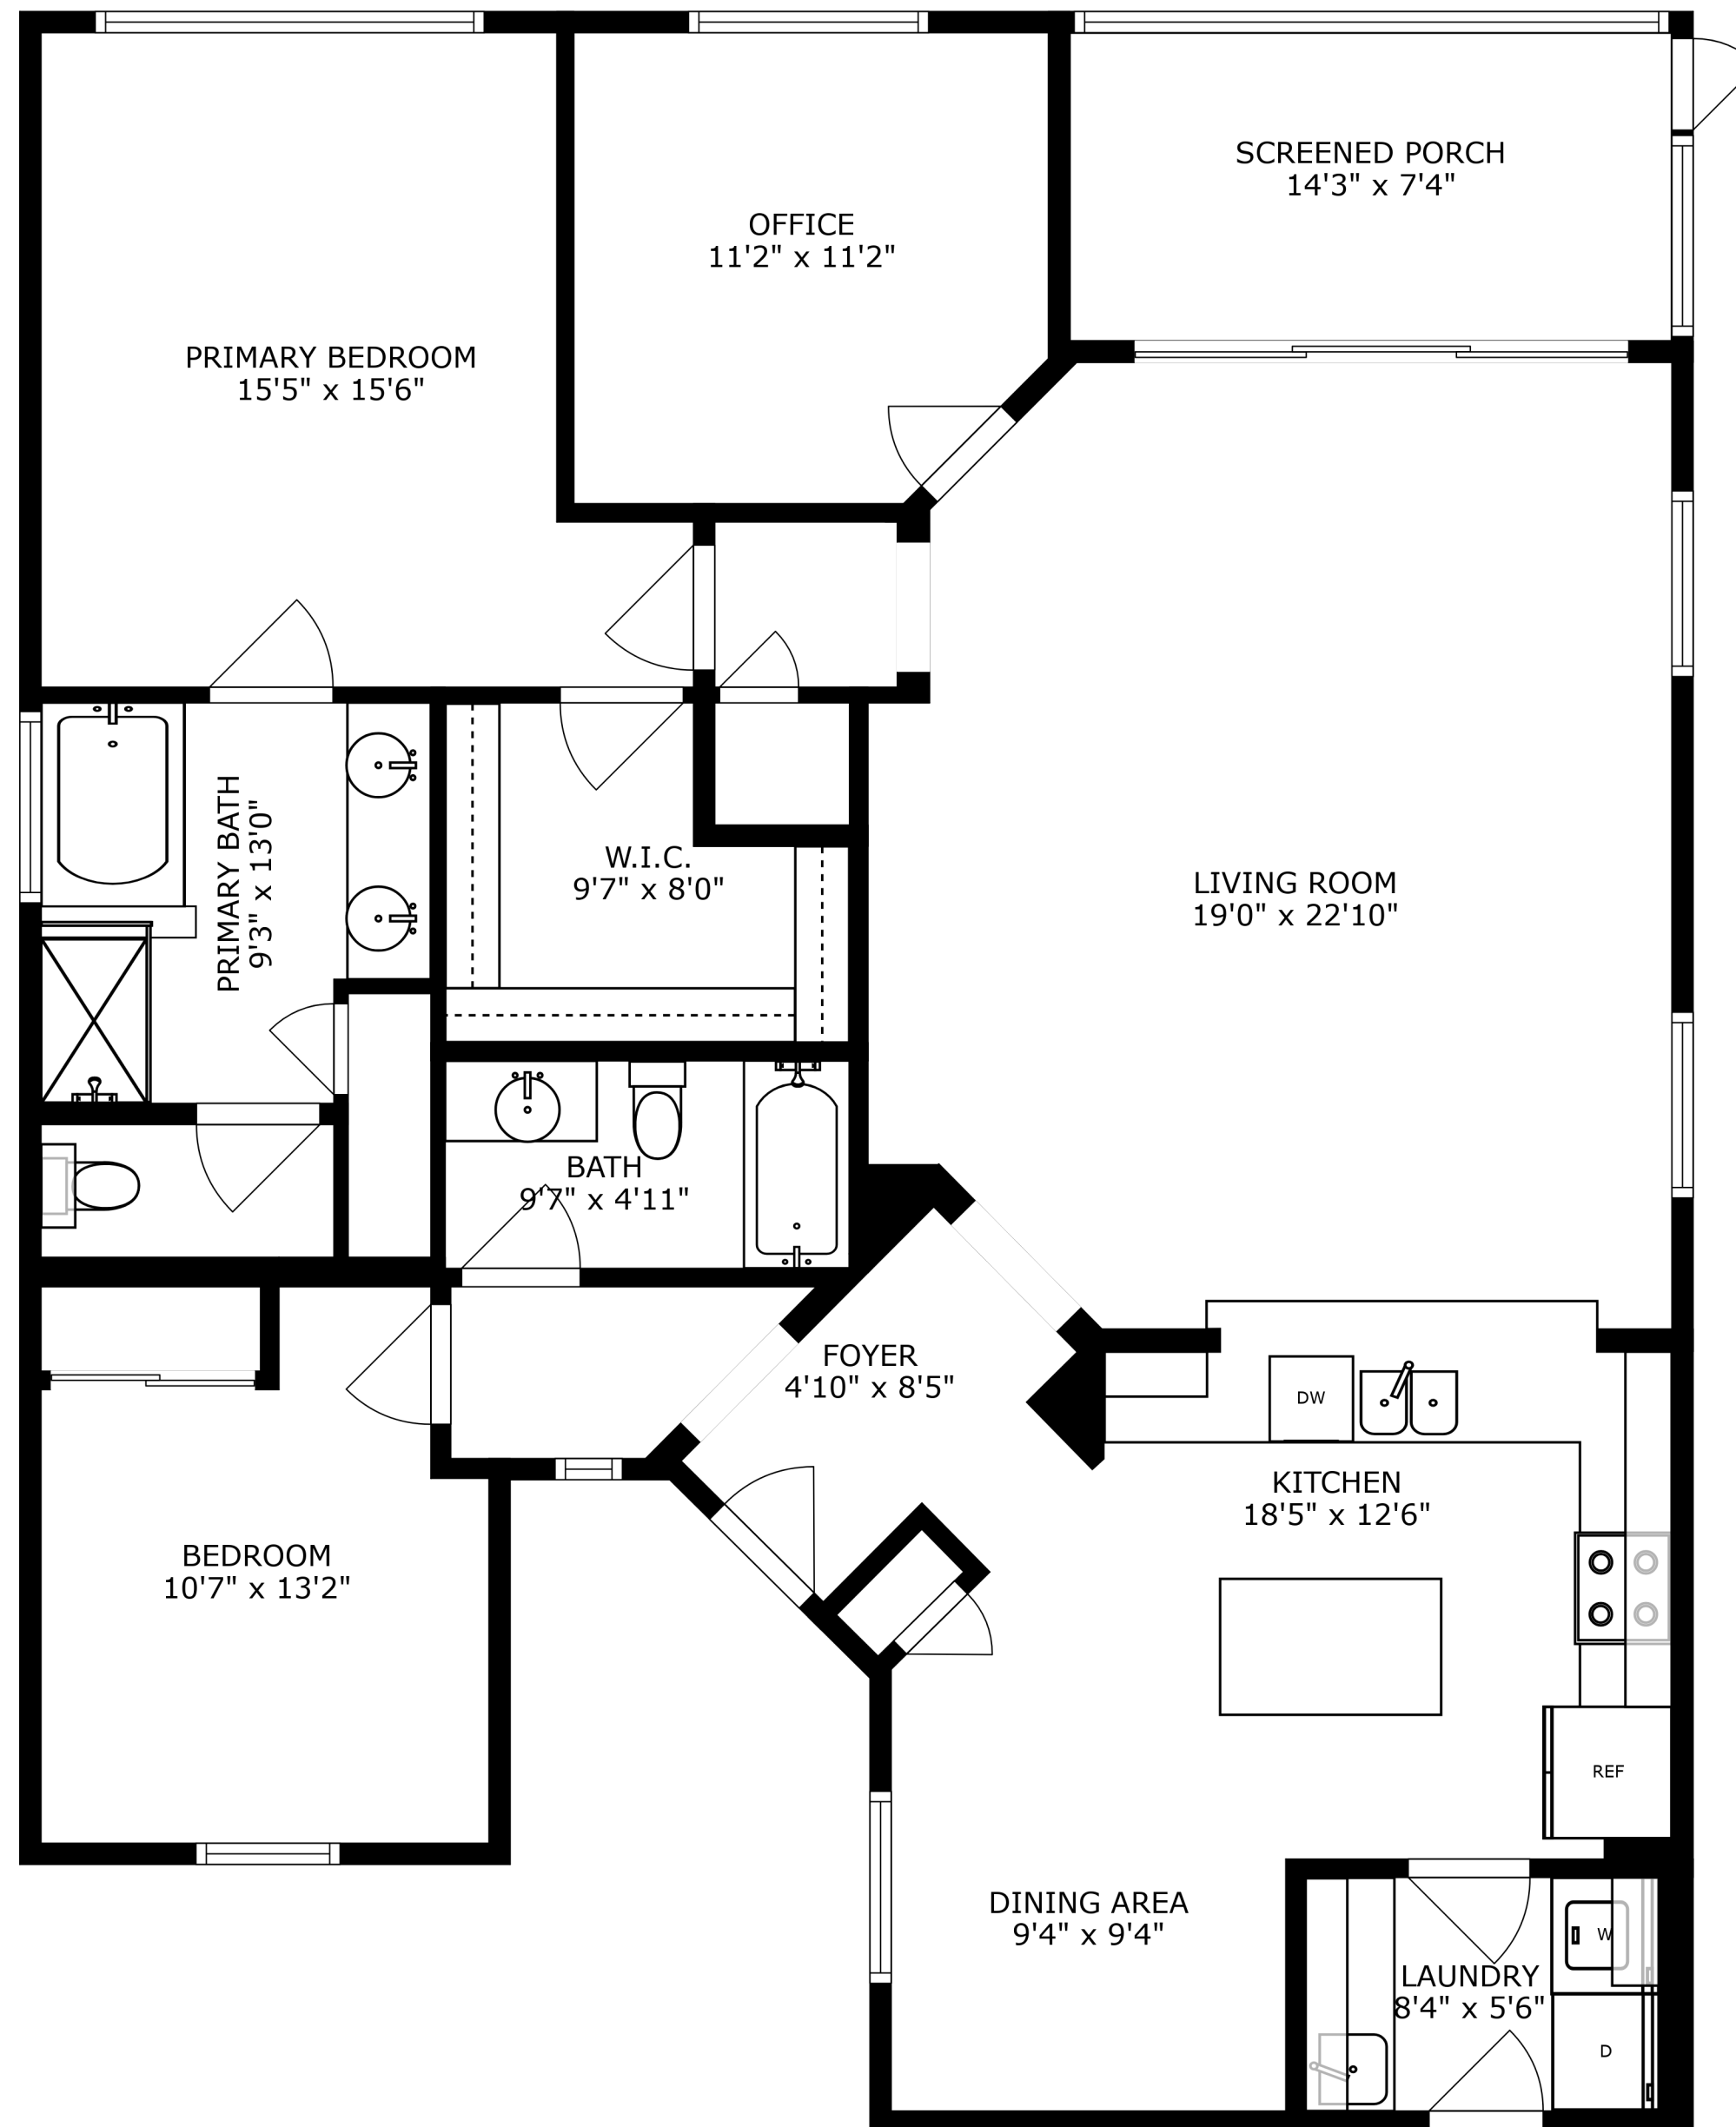 SCREENED PORCH
14'3" x 7'4"
OFFICE
11'2" x 11'2"
PRIMARY BEDROOM
15'5" x 15'6"
PRIMARY BATH
9'3" x 13'0"
W.I.C.
9'7" x 8'0"
LIVING ROOM
19'0" x 22'10"
BATH
9'7" x 4'11"
FOYER
4'10" x 8'5"
DW
KITCHEN
18'5" x 12'6"
BEDROOM
10'7" x 13'2"
REF
DINING AREA
9'4" x 9'4"
W
LAUNDRY
8'4" x 5'6"
D